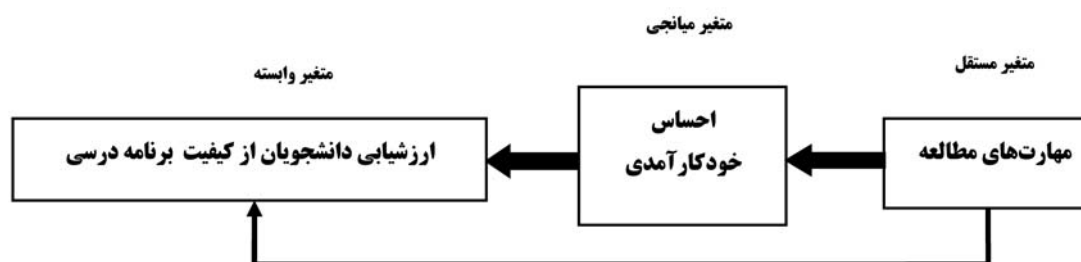 متغیر میانجی
متغیر مستقل
متغیر وابسته
احساس
خودکارآمدی
مهارت‌های مطالعه
ارزشیابی دانشجویان از کیفیت برنامه درسی